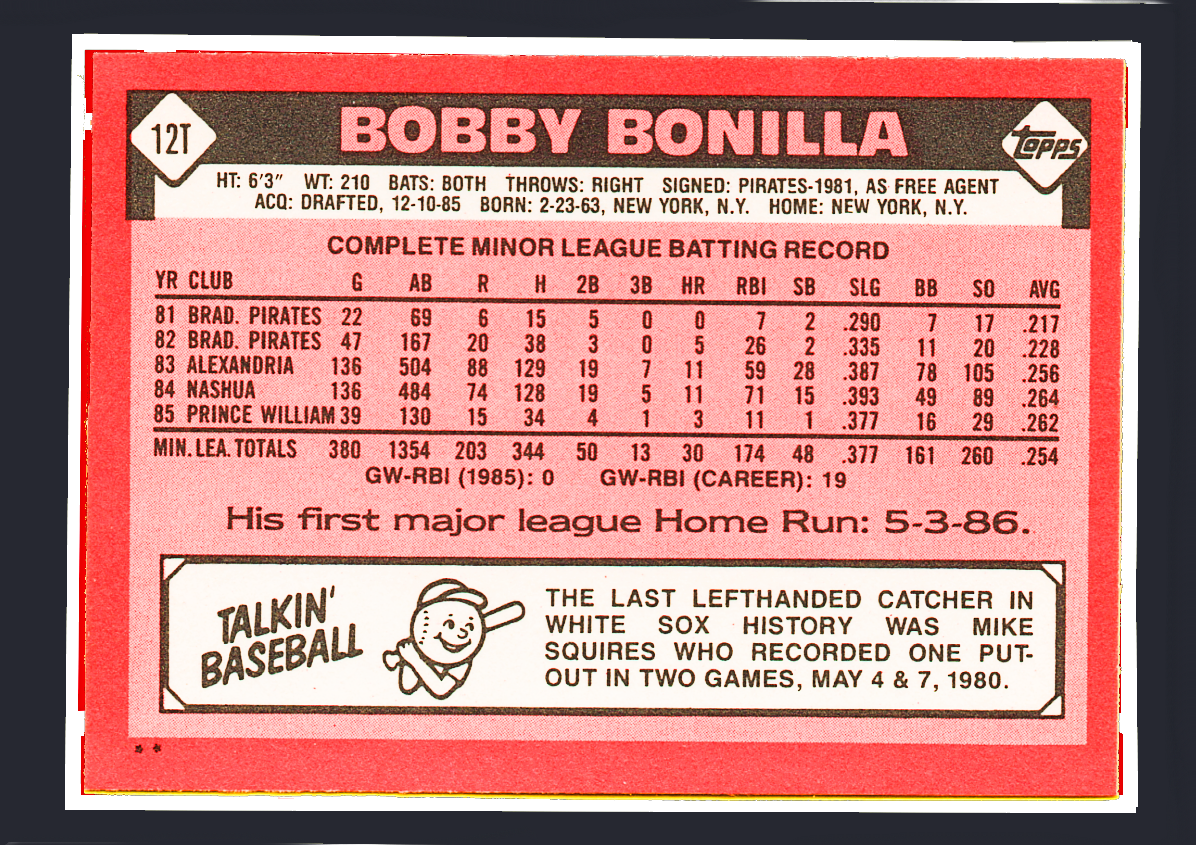 12T
BOBBY BONILLA
topps
HT: 6'3" WT: 210 BATS: BOTH THROWS: RIGHT SIGNED: PIRATES-1981, AS FREE AGENT
ACQ: DRAFTED, 12-10-85 BORN: 2-23-63, NEW YORK, N.Y. HOME: NEW YORK, N.Y.
COMPLETE MINOR LEAGUE BATTING RECORD
YR CLUB G AB R H 2B 3B HR RBI SB SLG BB SO AVG
81 BRAD. PIRATES 22 69 6 15 5 0 0 7 2 .290 7 17 .217
82 BRAD. PIRATES 47 167 20 38 3 0 5 26 2 .335 11 20 .228
83 ALEXANDRIA 136 504 88 129 19 7 11 59 28 .387 78 105 .256
84 NASHUA 136 484 74 128 19 5 11 71 15 .393 49 89 .264
85 PRINCE WILLIAM 39 130 15 34 4 1 3 11 1 .377 16 29 .262
MIN. LEA. TOTALS 380 1354 203 344 50 13 30 174 48 .377 161 260 .254
GW-RBI (1985): 0 GW-RBI (CAREER): 19
His first major league Home Run: 5-3-86.
TALKIN'
BASEBALL
THE LAST LEFTHANDED CATCHER IN
WHITE SOX HISTORY WAS MIKE
SQUIRES WHO RECORDED ONE PUT-
OUT IN TWO GAMES, MAY 4 & 7, 1980.
* *